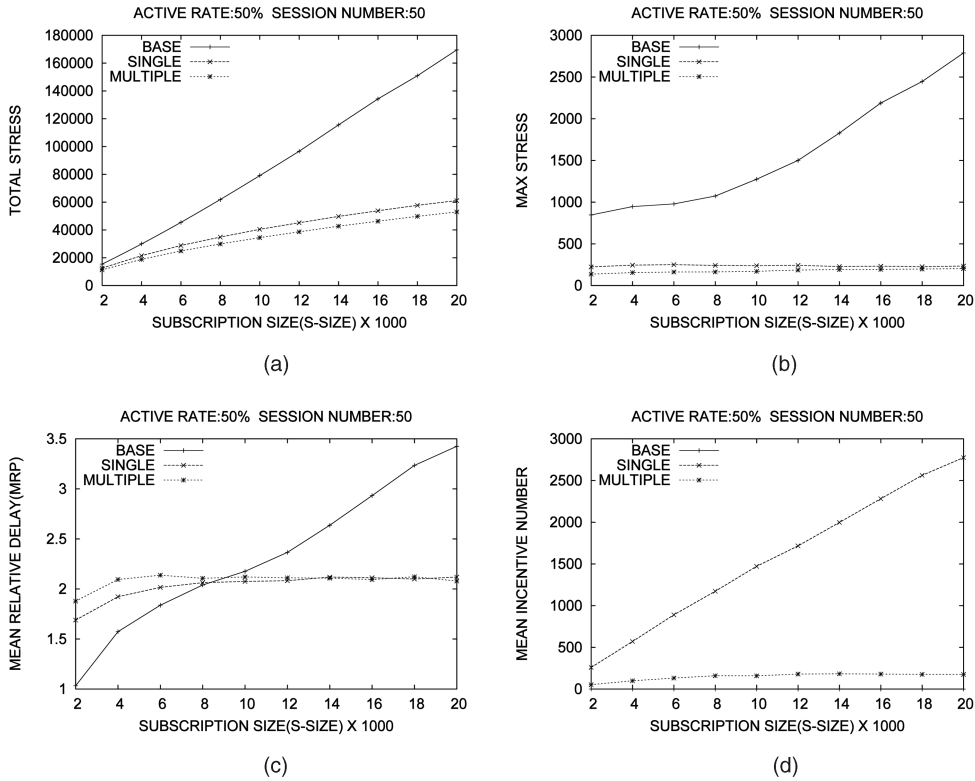 ACTIVE RATE:50% SESSION NUMBER:50
180000
160000
140000
120000
100000
80000
60000
40000
20000
0
TOTAL STRESS
BASE
SINGLE
MULTIPLE
2 4 6 8 10 12 14 16 18 20
SUBSCRIPTION SIZE(S-SIZE) X 1000
(a)
ACTIVE RATE:50% SESSION NUMBER:50
3000
2500
2000
1500
1000
500
0
MAX STRESS
BASE
SINGLE
MULTIPLE
2 4 6 8 10 12 14 16 18 20
SUBSCRIPTION SIZE(S-SIZE) X 1000
(b)
ACTIVE RATE:50% SESSION NUMBER:50
3.5
3
2.5
2
1.5
1
MEAN RELATIVE DELAY(MRP)
BASE
SINGLE
MULTIPLE
2 4 6 8 10 12 14 16 18 20
SUBSCRIPTION SIZE(S-SIZE) X 1000
(c)
ACTIVE RATE:50% SESSION NUMBER:50
3000
2500
2000
1500
1000
500
0
MEAN INCENTIVE NUMBER
BASE
SINGLE
MULTIPLE
2 4 6 8 10 12 14 16 18 20
SUBSCRIPTION SIZE(S-SIZE) X 1000
(d)